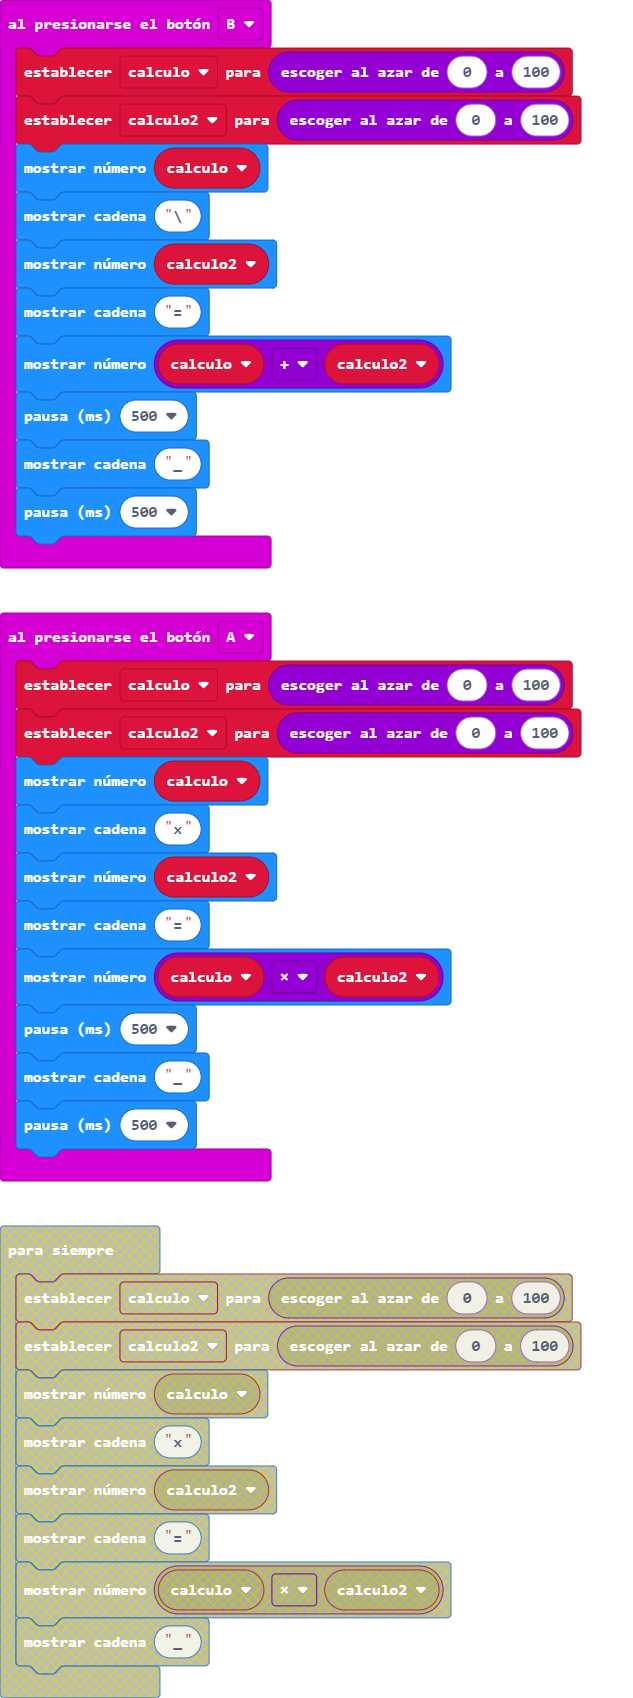 al presionarse el botón B
establecer calculo para escoger al azar de 0 a 100
establecer calculo2 para escoger al azar de 0 a 100
mostrar número calculo
mostrar cadena "\"
mostrar número calculo2
mostrar cadena "="
mostrar número calculo + calculo2
pausa (ms) 500
mostrar cadena "_"
pausa (ms) 500
al presionarse el botón A
establecer calculo para escoger al azar de 0 a 100
establecer calculo2 para escoger al azar de 0 a 100
mostrar número calculo
mostrar cadena "x"
mostrar número calculo2
mostrar cadena "="
mostrar número calculo × calculo2
pausa (ms) 500
mostrar cadena "_"
pausa (ms) 500
para siempre
establecer calculo para escoger al azar de 0 a 100
establecer calculo2 para escoger al azar de 0 a 100
mostrar número calculo
mostrar cadena "x"
mostrar número calculo2
mostrar cadena "="
mostrar número calculo × calculo2
mostrar cadena "_"